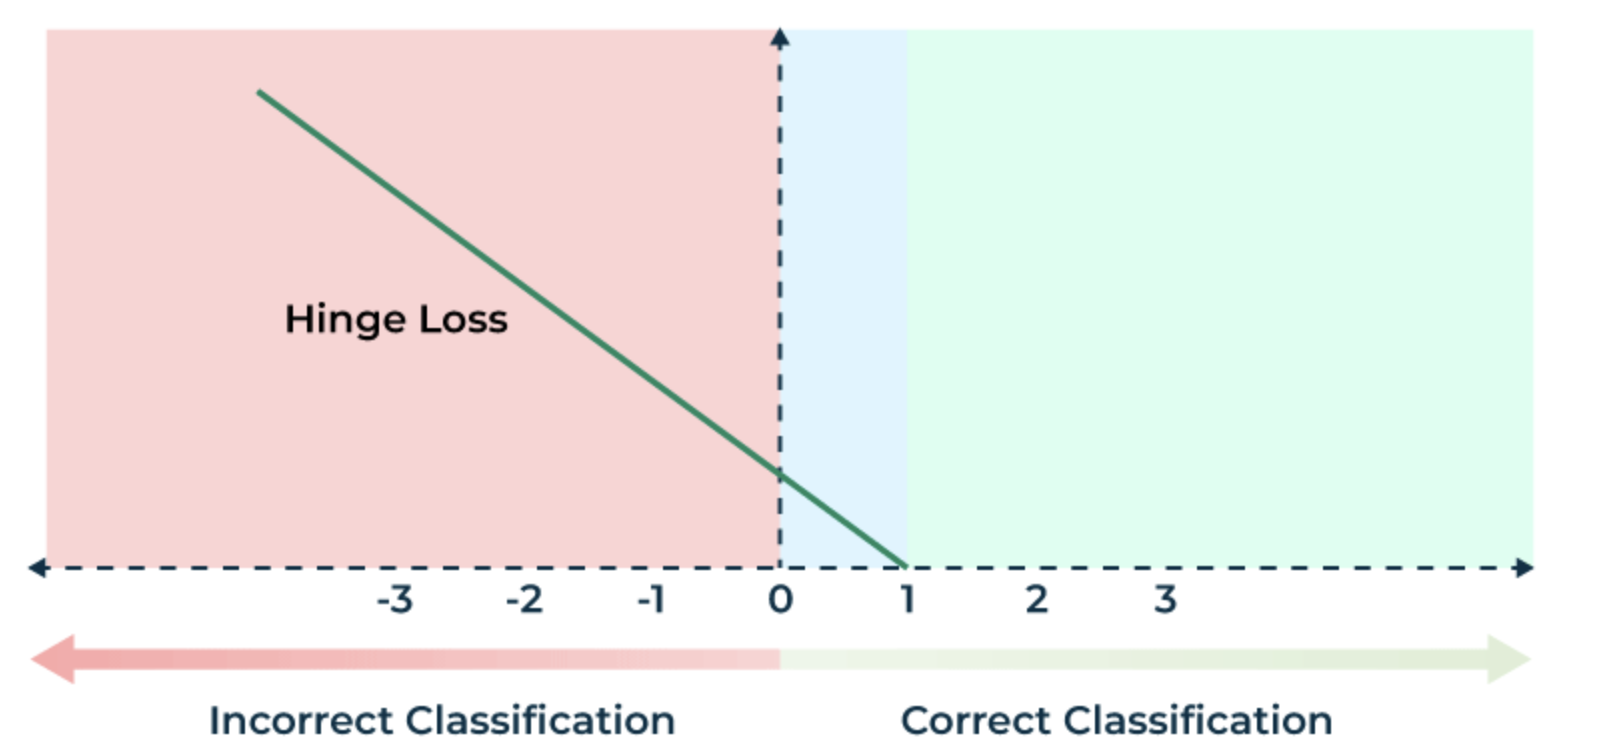 Hinge Loss
-3 -2 -1 0 1 2 3
Incorrect Classification Correct Classification